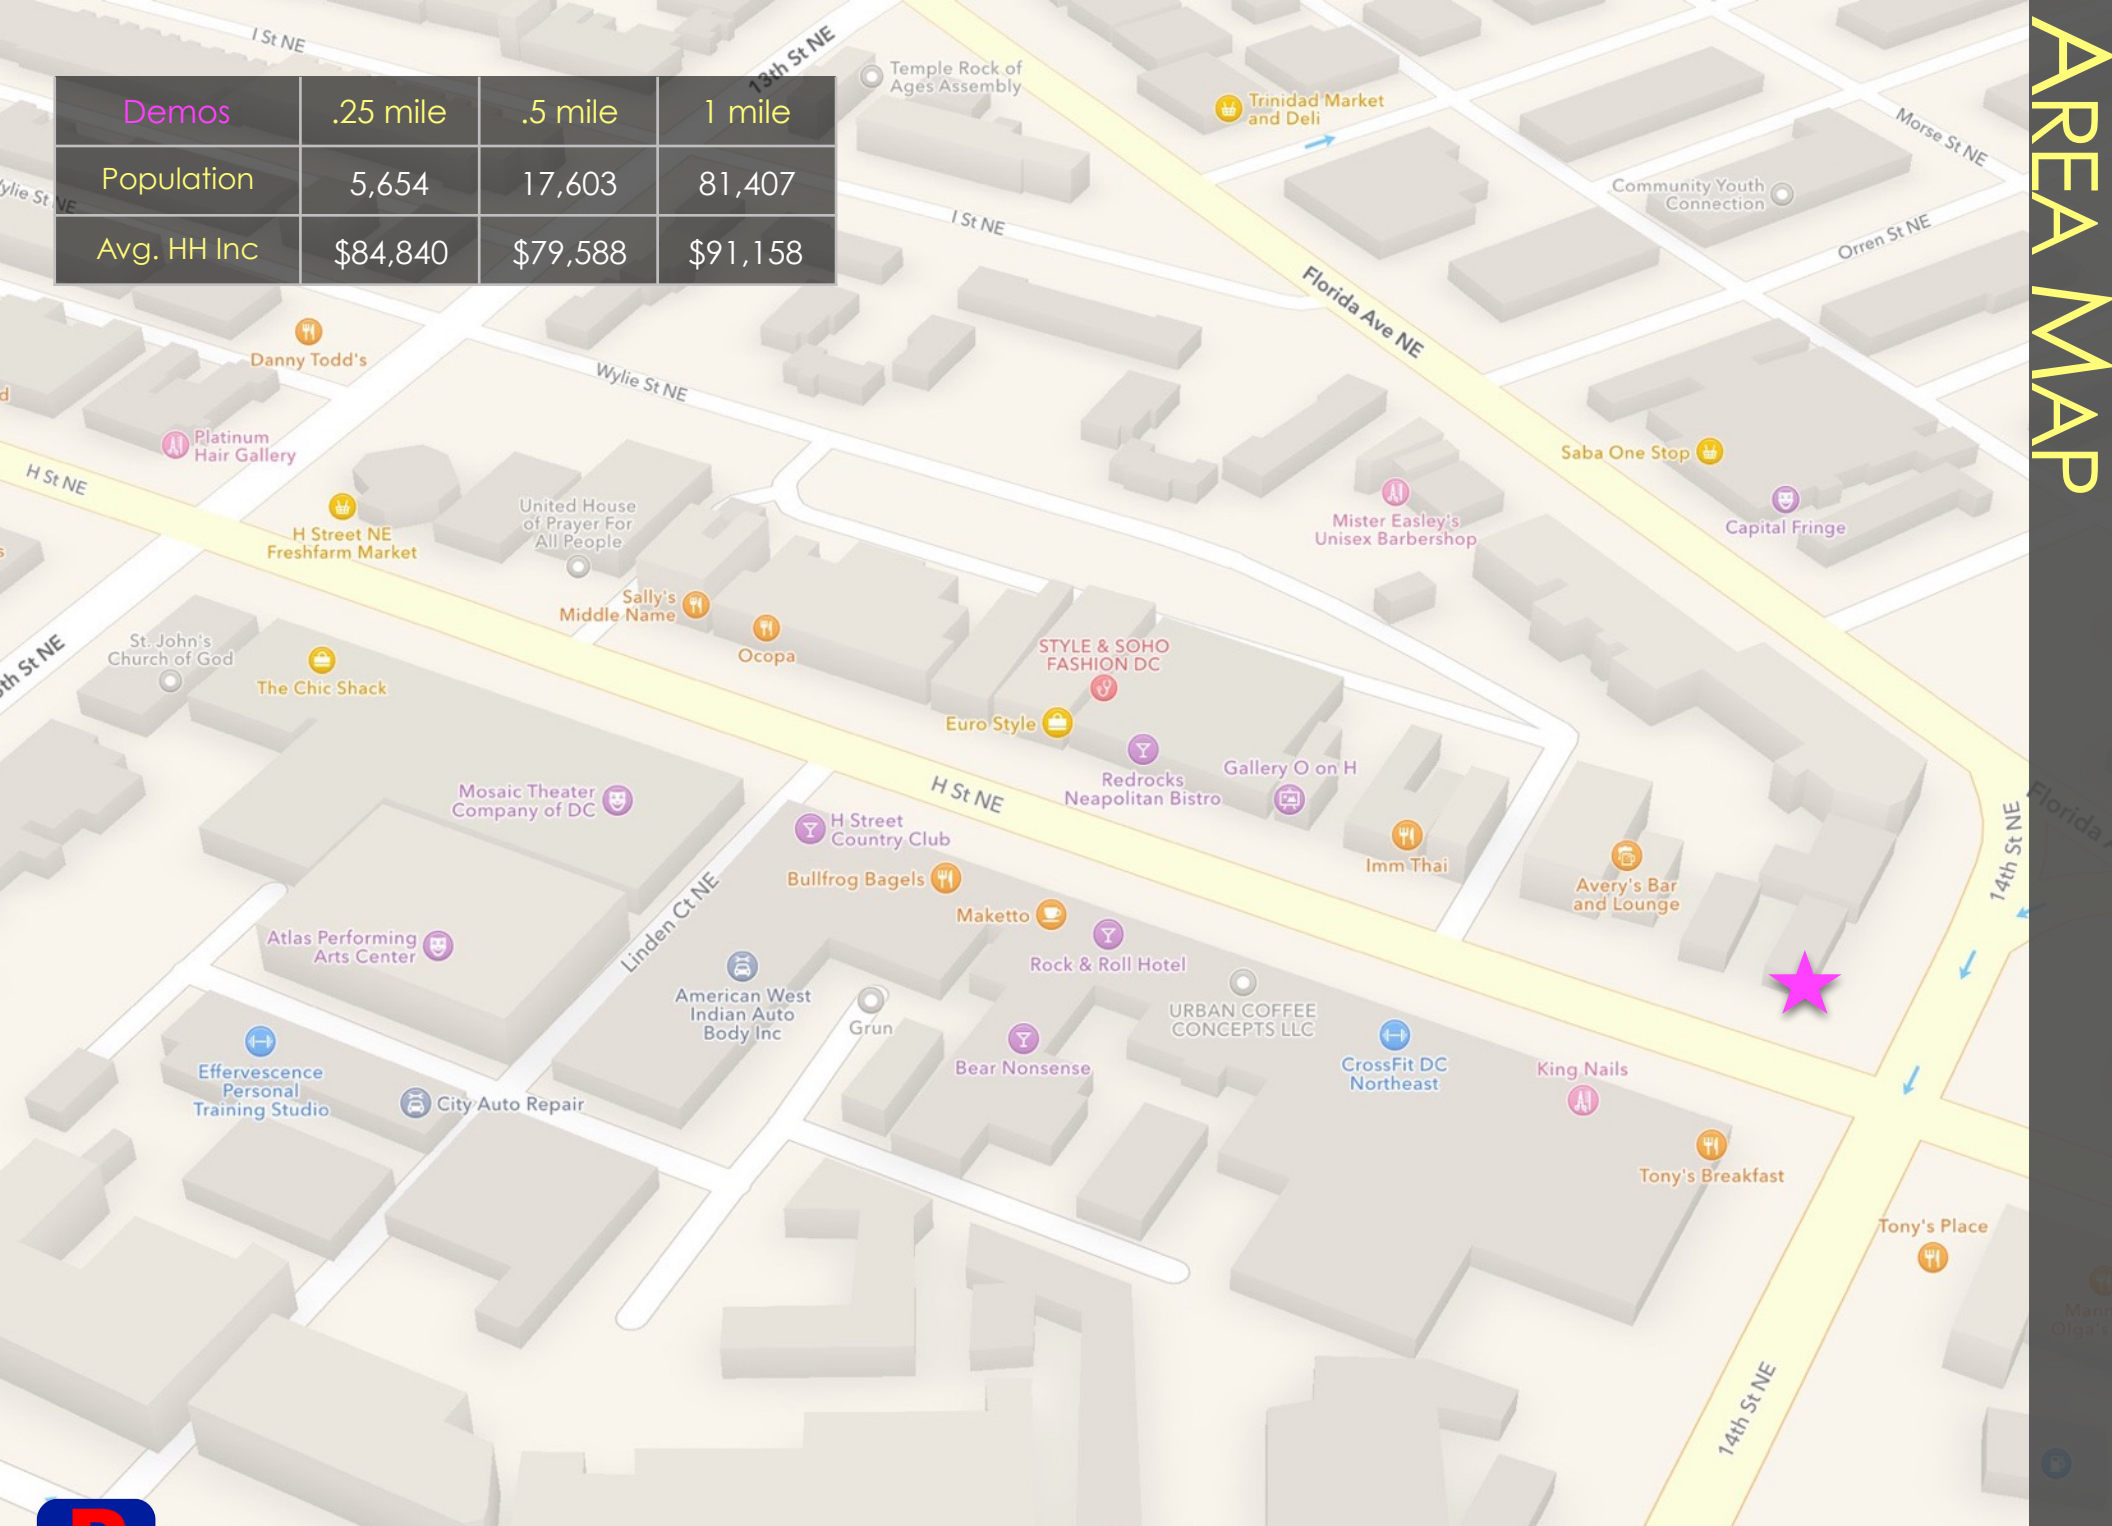 AREA MAP
Demos .25 mile .5 mile 1 mile
Population 5,654 17,603 81,407
Avg. HH Inc $84,840 $79,588 $91,158
I St NE
13th St NE
Temple Rock of
Ages Assembly
Trinidad Market
and Deli
Morse St NE
Community Youth
Connection
Orren St NE
ylie St NE
I St NE
Florida Ave NE
Danny Todd's
Wylie St NE
d
Platinum
Hair Gallery
H St NE
Saba One Stop
Capital Fringe
Mister Easley's
Unisex Barbershop
H Street NE
Freshfarm Market
United House
of Prayer For
All People
s
Sally's
Middle Name
Ocopa
St. John's
Church of God
The Chic Shack
th St NE
STYLE & SOHO
FASHION DC
Euro Style
Redrocks
Neapolitan Bistro
Gallery O on H
H St NE
Mosaic Theater
Company of DC
H Street
Country Club
Imm Thai
Avery's Bar
and Lounge
14th St NE
Florida
Bullfrog Bagels
Maketto
Linden Ct NE
Atlas Performing
Arts Center
Rock & Roll Hotel
American West
Indian Auto
Body Inc
Grun
URBAN COFFEE
CONCEPTS LLC
Bear Nonsense
CrossFit DC
Northeast
King Nails
Effervescence
Personal
Training Studio
City Auto Repair
Tony's Breakfast
Tony's Place
14th St NE